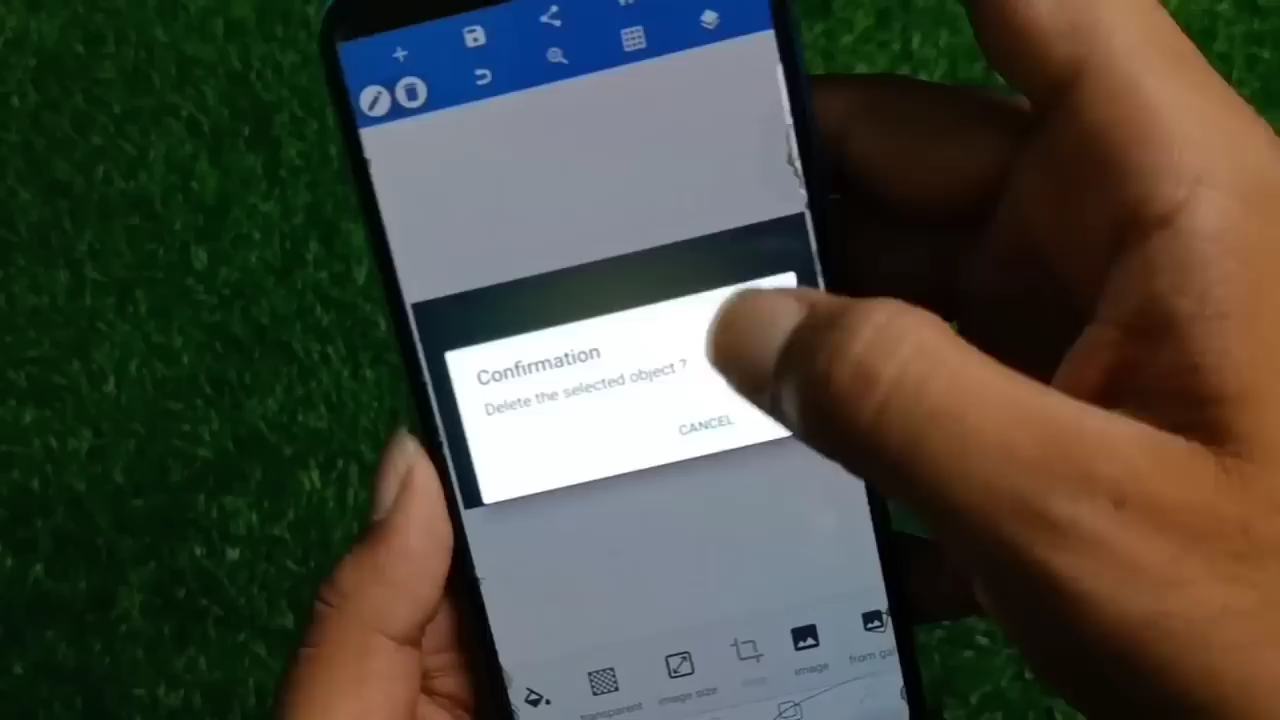 Confirmation
Delete the selected object ?
CANCEL
transparent
image size
image
from gal